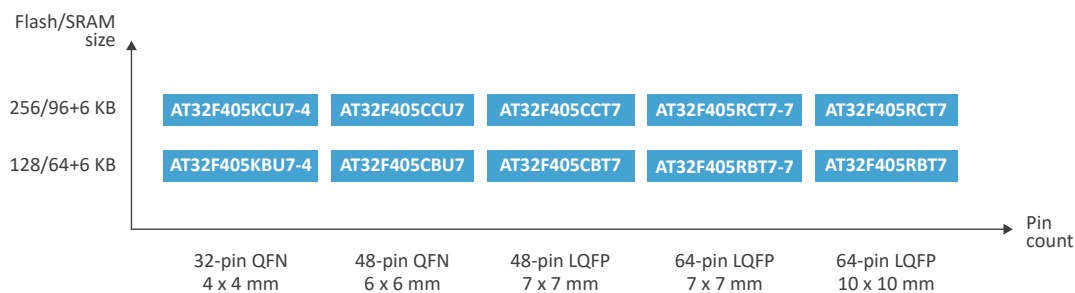 Flash/SRAM
size
256/96+6 KB AT32F405KCU7-4 AT32F405CCU7 AT32F405CCT7 AT32F405RCT7-7 AT32F405RCT7
128/64+6 KB AT32F405KBU7-4 AT32F405CBU7 AT32F405CBT7 AT32F405RBT7-7 AT32F405RBT7
Pin
count
32-pin QFN 48-pin QFN 48-pin LQFP 64-pin LQFP 64-pin LQFP
4 x 4 mm 6 x 6 mm 7 x 7 mm 7 x 7 mm 10 x 10 mm